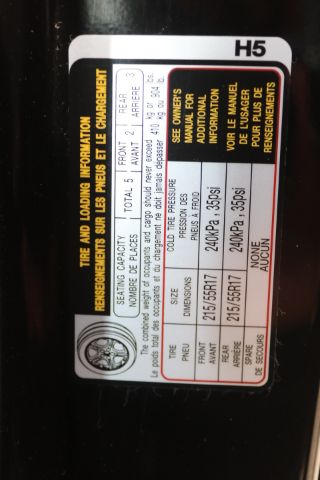 H5
TIRE AND LOADING INFORMATION
RENSEIGNEMENTS SUR LES PNEUS ET LE CHARGEMENT
SEATING CAPACITY
NOMBRE DE PLACES
TOTAL 5
FRONT
AVANT
2
REAR
ARRIÈRE
3
The combined weight of occupants and cargo should never exceed
Le poids total des occupants et du chargement ne doit jamais dépasser
410 kg or 904 lbs.
kg ou
TIRE SIZE COLD TIRE PRESSURE
PNEU DIMENSIONS PRESSION DES PNEUS À FROID
FRONT
AVANT
215/55R17 240kPa, 35psi
REAR
ARRIÈRE
215/55R17 240kPa, 35psi
SPARE
DE SECOURS
NONE
AUCUN
SEE OWNER'S
MANUAL FOR
ADDITIONAL
INFORMATION
VOIR LE MANUEL
DE L'USAGER
POUR PLUS DE
RENSEIGNEMENTS